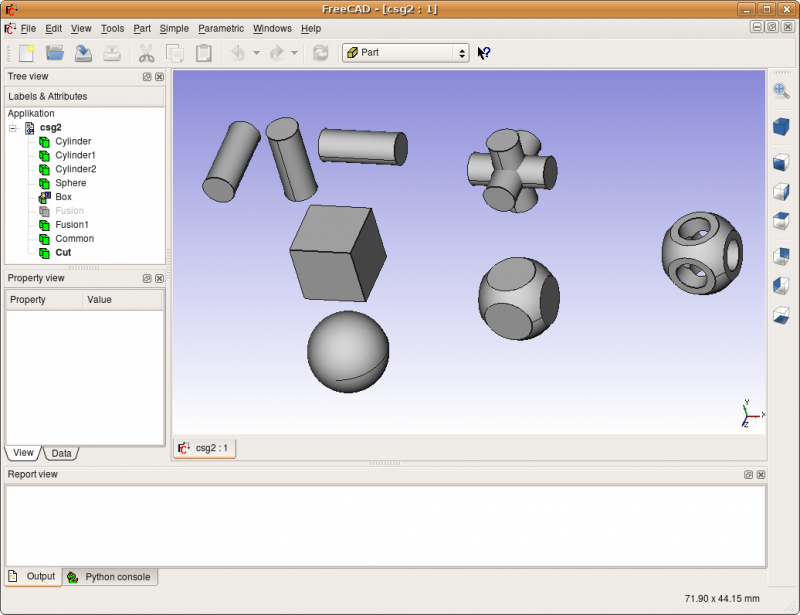 FreeCAD - [csg2 : 1]
File Edit View Tools Part Simple Parametric Windows Help
Part
Tree view
Labels & Attributes
Applikation
csg2
Cylinder
Cylinder1
Cylinder2
Sphere
Box
Fusion
Fusion1
Common
Cut
Property view
Property Value
View Data
Y
X
Z
csg2 : 1
Report view
Output Python console
71.90 x 44.15 mm